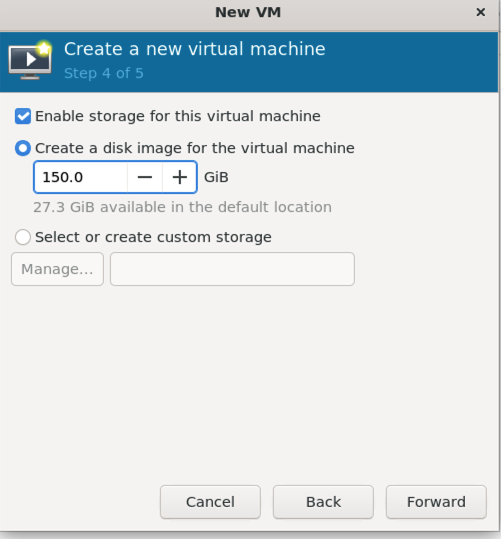 New VM
Create a new virtual machine
Step 4 of 5
Enable storage for this virtual machine
Create a disk image for the virtual machine
150.0 − + GiB
27.3 GiB available in the default location
Select or create custom storage
Manage...
Cancel Back Forward